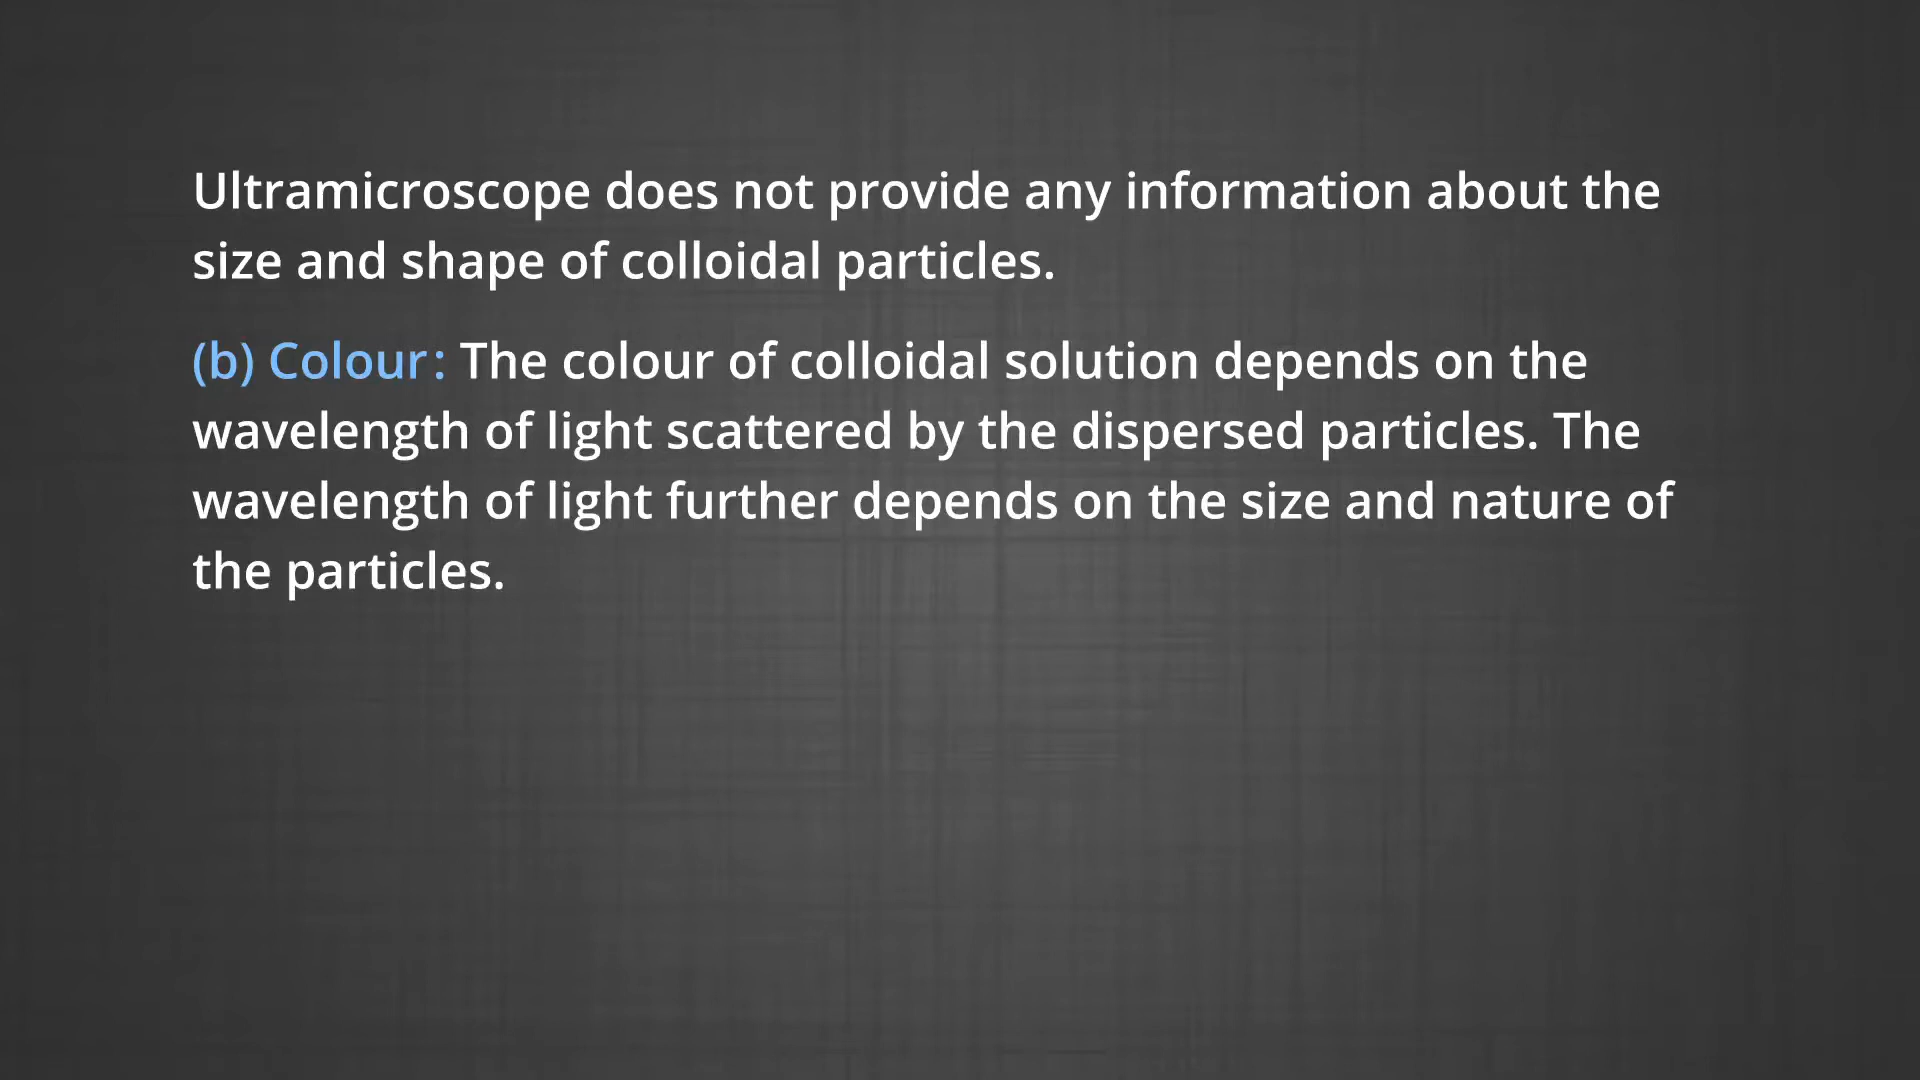 Ultramicroscope does not provide any information about the
size and shape of colloidal particles.
(b) Colour: The colour of colloidal solution depends on the
wavelength of light scattered by the dispersed particles. The
wavelength of light further depends on the size and nature of
the particles.